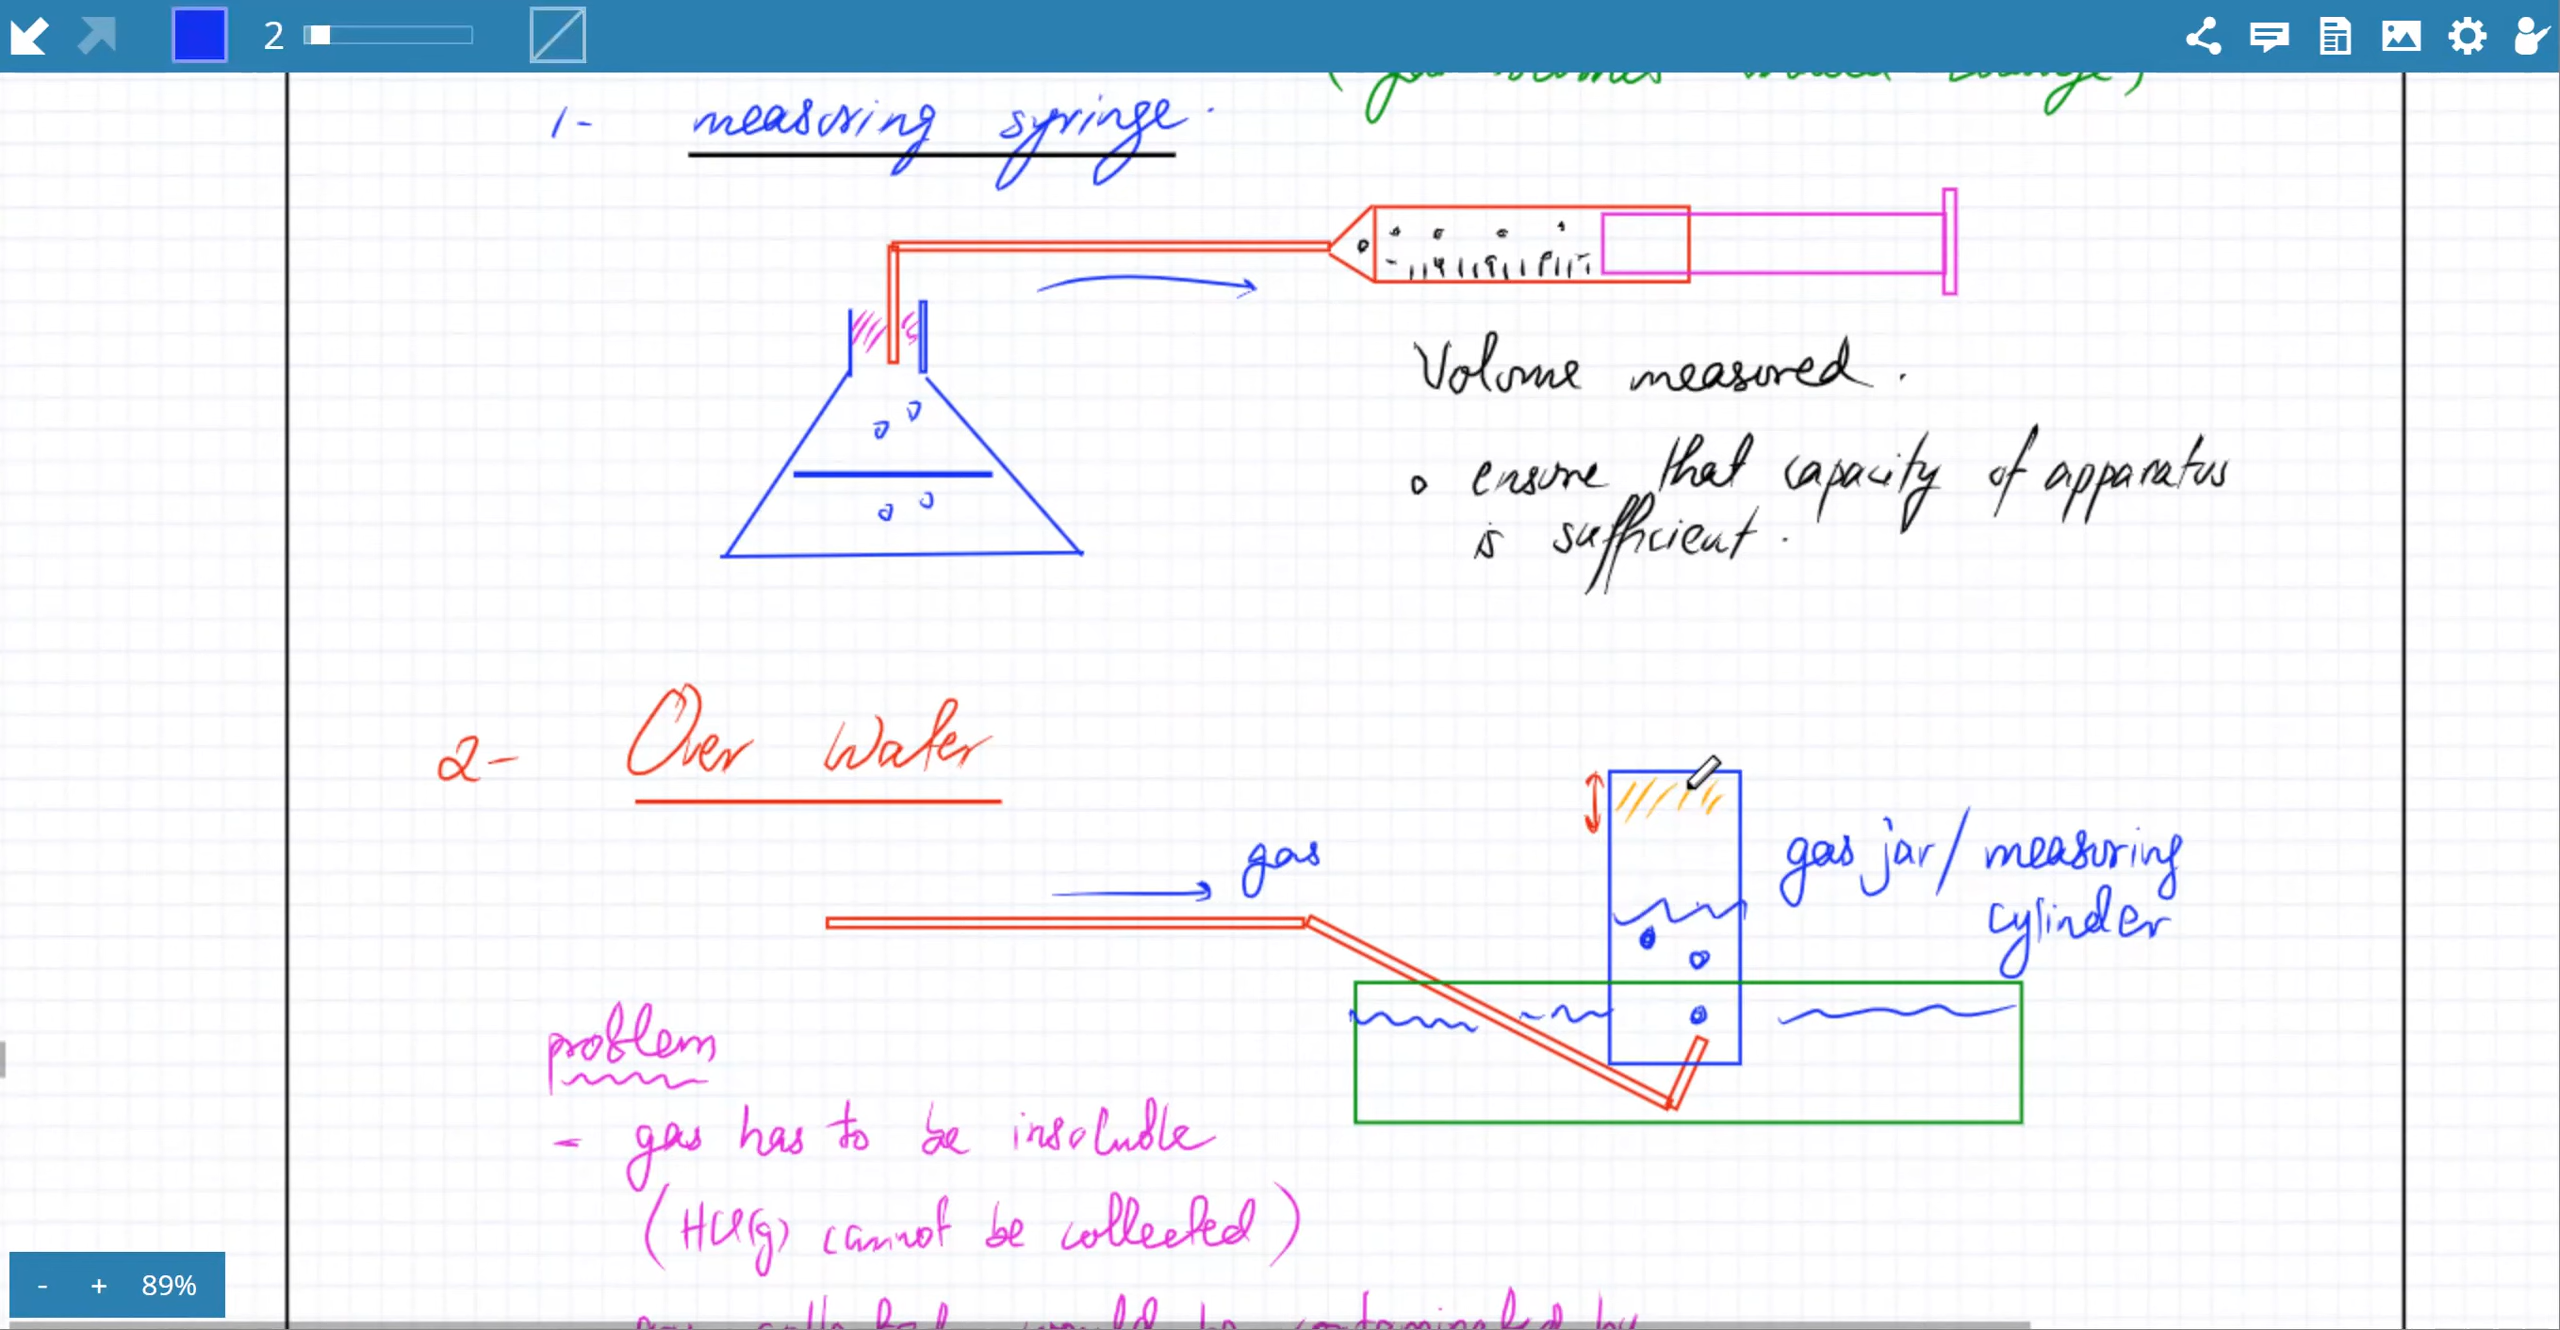 2
1- measuring syringe.
Volume measured.
o ensure that capacity of apparatus
is sufficient.
2- Over Water
gas
gas jar/ measuring
cylinder
problem
- gas has to be insoluble
(HCl(g) cannot be collected)
- + 89%